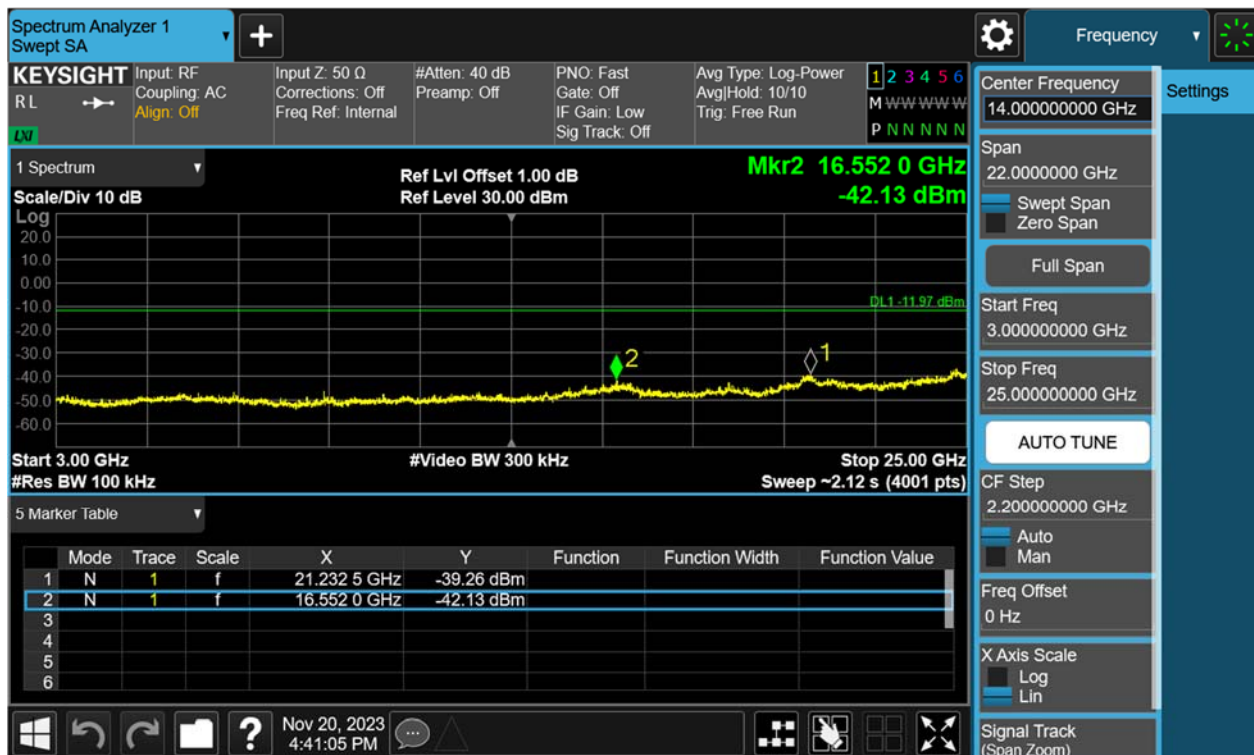 Spectrum Analyzer 1
Swept SA
+
Frequency
KEYSIGHT
RL
LXI
Input: RF
Coupling: AC
Align: Off
Input Z: 50 Ω
Corrections: Off
Freq Ref: Internal
#Atten: 40 dB
Preamp: Off
PNO: Fast
Gate: Off
IF Gain: Low
Sig Track: Off
Avg Type: Log-Power
Avg|Hold: 10/10
Trig: Free Run
1 2 3 4 5 6
M W W W W W
P N N N N N
1 Spectrum
Scale/Div 10 dB
Log
Ref Lvl Offset 1.00 dB
Ref Level 30.00 dBm
Mkr2 16.552 0 GHz
-42.13 dBm
20.0
10.0
0.00
-10.0
-20.0
-30.0
-40.0
-50.0
-60.0
DL1 -11.97 dBm
2
1
Start 3.00 GHz
#Res BW 100 kHz
#Video BW 300 kHz
Stop 25.00 GHz
Sweep ~2.12 s (4001 pts)
5 Marker Table
Mode Trace Scale X Y Function Function Width Function Value
1 N 1 f 21.232 5 GHz -39.26 dBm
2 N 1 f 16.552 0 GHz -42.13 dBm
3
4
5
6
Nov 20, 2023
4:41:05 PM
?
Center Frequency
14.000000000 GHz
Span
22.0000000 GHz
Swept Span
Zero Span
Full Span
Start Freq
3.000000000 GHz
Stop Freq
25.000000000 GHz
AUTO TUNE
CF Step
2.200000000 GHz
Auto
Man
Freq Offset
0 Hz
X Axis Scale
Log
Lin
Signal Track
(Span Zoom)
Settings